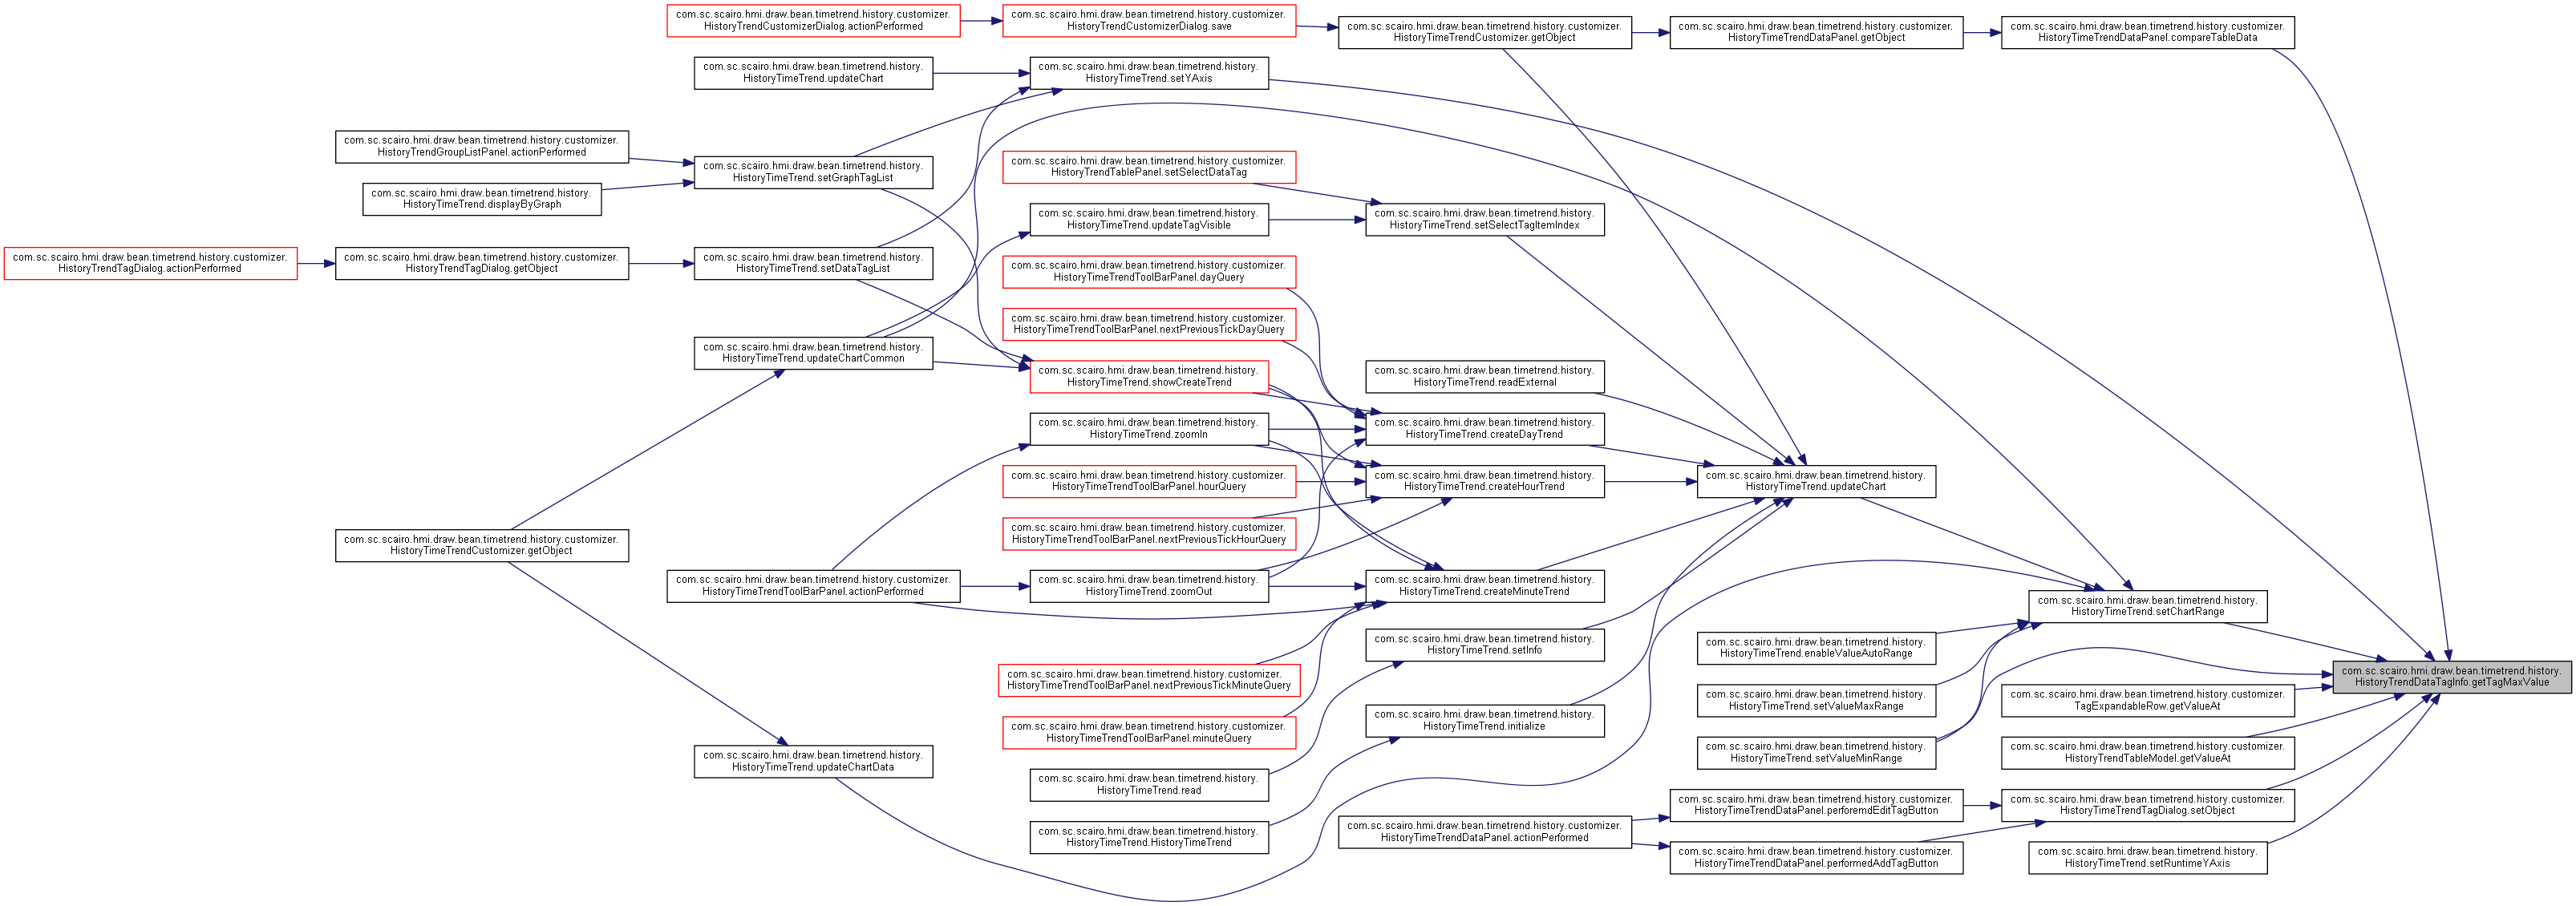 com.sc.scairo.hmi.draw.bean.timetrend.history.customizer.
HistoryTrendCustomizerDialog.actionPerformed
com.sc.scairo.hmi.draw.bean.timetrend.history.customizer.
HistoryTrendCustomizerDialog.save
com.sc.scairo.hmi.draw.bean.timetrend.history.customizer.
HistoryTimeTrendCustomizer.getObject
com.sc.scairo.hmi.draw.bean.timetrend.history.customizer.
HistoryTimeTrendDataPanel.getObject
com.sc.scairo.hmi.draw.bean.timetrend.history.customizer.
HistoryTimeTrendDataPanel.compareTableData
com.sc.scairo.hmi.draw.bean.timetrend.history.
HistoryTimeTrend.updateChart
com.sc.scairo.hmi.draw.bean.timetrend.history.
HistoryTimeTrend.setYAxis
com.sc.scairo.hmi.draw.bean.timetrend.history.customizer.
HistoryTrendGroupListPanel.actionPerformed
com.sc.scairo.hmi.draw.bean.timetrend.history.
HistoryTimeTrend.setGraphTagList
com.sc.scairo.hmi.draw.bean.timetrend.history.customizer.
HistoryTrendTablePanel.setSelectDataTag
com.sc.scairo.hmi.draw.bean.timetrend.history.
HistoryTimeTrend.displayByGraph
com.sc.scairo.hmi.draw.bean.timetrend.history.
HistoryTimeTrend.updateTagVisible
com.sc.scairo.hmi.draw.bean.timetrend.history.
HistoryTimeTrend.setSelectTagItemIndex
com.sc.scairo.hmi.draw.bean.timetrend.history.customizer.
HistoryTrendTagDialog.actionPerformed
com.sc.scairo.hmi.draw.bean.timetrend.history.customizer.
HistoryTrendTagDialog.getObject
com.sc.scairo.hmi.draw.bean.timetrend.history.
HistoryTimeTrend.setDataTagList
com.sc.scairo.hmi.draw.bean.timetrend.history.customizer.
HistoryTimeTrendToolBarPanel.dayQuery
com.sc.scairo.hmi.draw.bean.timetrend.history.customizer.
HistoryTimeTrendToolBarPanel.nextPreviousTickDayQuery
com.sc.scairo.hmi.draw.bean.timetrend.history.
HistoryTimeTrend.updateChartCommon
com.sc.scairo.hmi.draw.bean.timetrend.history.
HistoryTimeTrend.showCreateTrend
com.sc.scairo.hmi.draw.bean.timetrend.history.
HistoryTimeTrend.readExternal
com.sc.scairo.hmi.draw.bean.timetrend.history.
HistoryTimeTrend.zoomIn
com.sc.scairo.hmi.draw.bean.timetrend.history.
HistoryTimeTrend.createDayTrend
com.sc.scairo.hmi.draw.bean.timetrend.history.customizer.
HistoryTimeTrendToolBarPanel.hourQuery
com.sc.scairo.hmi.draw.bean.timetrend.history.
HistoryTimeTrend.createHourTrend
com.sc.scairo.hmi.draw.bean.timetrend.history.
HistoryTimeTrend.updateChart
com.sc.scairo.hmi.draw.bean.timetrend.history.customizer.
HistoryTimeTrendToolBarPanel.nextPreviousTickHourQuery
com.sc.scairo.hmi.draw.bean.timetrend.history.customizer.
HistoryTimeTrendCustomizer.getObject
com.sc.scairo.hmi.draw.bean.timetrend.history.customizer.
HistoryTimeTrendToolBarPanel.actionPerformed
com.sc.scairo.hmi.draw.bean.timetrend.history.
HistoryTimeTrend.zoomOut
com.sc.scairo.hmi.draw.bean.timetrend.history.
HistoryTimeTrend.createMinuteTrend
com.sc.scairo.hmi.draw.bean.timetrend.history.
HistoryTimeTrend.setChartRange
com.sc.scairo.hmi.draw.bean.timetrend.history.
HistoryTimeTrend.setInfo
com.sc.scairo.hmi.draw.bean.timetrend.history.
HistoryTimeTrend.enableValueAutoRange
com.sc.scairo.hmi.draw.bean.timetrend.history.
HistoryTrendDataTagInfo.getTagMaxValue
com.sc.scairo.hmi.draw.bean.timetrend.history.customizer.
HistoryTimeTrendToolBarPanel.nextPreviousTickMinuteQuery
com.sc.scairo.hmi.draw.bean.timetrend.history.
HistoryTimeTrend.setValueMaxRange
com.sc.scairo.hmi.draw.bean.timetrend.history.customizer.
TagExpandableRow.getValueAt
com.sc.scairo.hmi.draw.bean.timetrend.history.customizer.
HistoryTimeTrendToolBarPanel.minuteQuery
com.sc.scairo.hmi.draw.bean.timetrend.history.
HistoryTimeTrend.initialize
com.sc.scairo.hmi.draw.bean.timetrend.history.
HistoryTimeTrend.setValueMinRange
com.sc.scairo.hmi.draw.bean.timetrend.history.customizer.
HistoryTrendTableModel.getValueAt
com.sc.scairo.hmi.draw.bean.timetrend.history.
HistoryTimeTrend.updateChartData
com.sc.scairo.hmi.draw.bean.timetrend.history.
HistoryTimeTrend.read
com.sc.scairo.hmi.draw.bean.timetrend.history.customizer.
HistoryTimeTrendDataPanel.perforemdEditTagButton
com.sc.scairo.hmi.draw.bean.timetrend.history.customizer.
HistoryTimeTrendTagDialog.setObject
com.sc.scairo.hmi.draw.bean.timetrend.history.
HistoryTimeTrend.HistoryTimeTrend
com.sc.scairo.hmi.draw.bean.timetrend.history.customizer.
HistoryTimeTrendDataPanel.actionPerformed
com.sc.scairo.hmi.draw.bean.timetrend.history.customizer.
HistoryTimeTrendDataPanel.performedAddTagButton
com.sc.scairo.hmi.draw.bean.timetrend.history.
HistoryTimeTrend.setRuntimeYAxis